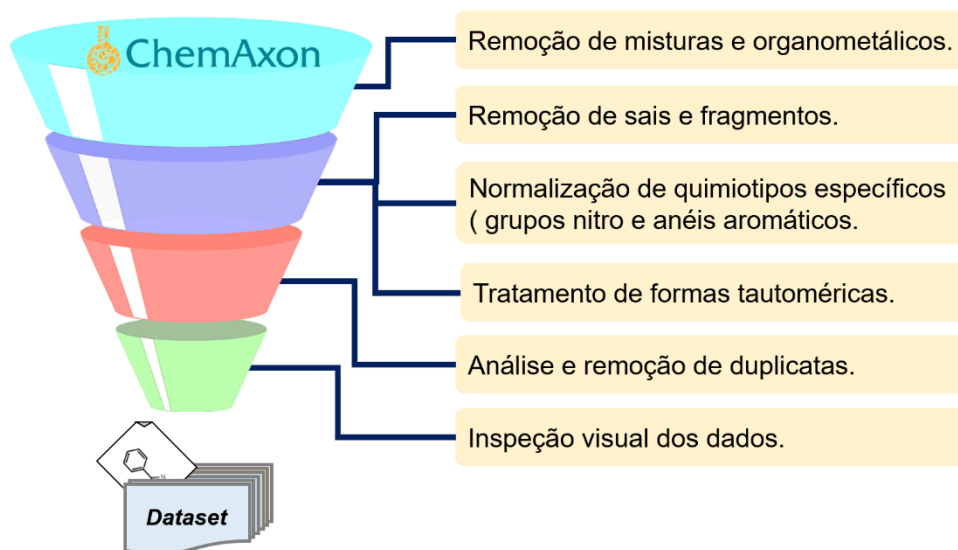 ChemAxon
Remoção de misturas e organometálicos.
Remoção de sais e fragmentos.
Normalização de quimiotipos específicos
( grupos nitro e anéis aromáticos.
Tratamento de formas tautoméricas.
Análise e remoção de duplicatas.
Inspeção visual dos dados.
Dataset